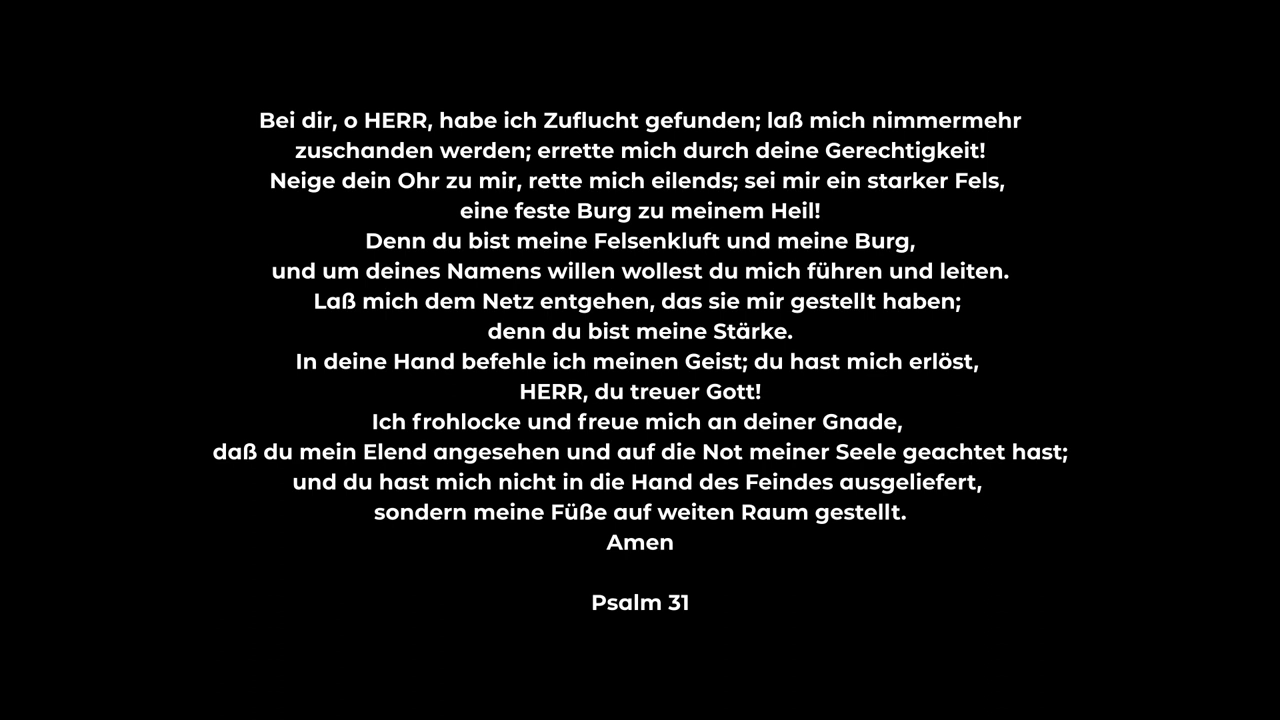 Bei dir, o HERR, habe ich Zuflucht gefunden; laß mich nimmermehr
zuschanden werden; errette mich durch deine Gerechtigkeit!
Neige dein Ohr zu mir, rette mich eilends; sei mir ein starker Fels,
eine feste Burg zu meinem Heil!
Denn du bist meine Felsenkluft und meine Burg,
und um deines Namens willen wollest du mich führen und leiten.
Laß mich dem Netz entgehen, das sie mir gestellt haben;
denn du bist meine Stärke.
In deine Hand befehle ich meinen Geist; du hast mich erlöst,
HERR, du treuer Gott!
Ich frohlocke und freue mich an deiner Gnade,
daß du mein Elend angesehen und auf die Not meiner Seele geachtet hast;
und du hast mich nicht in die Hand des Feindes ausgeliefert,
sondern meine Füße auf weiten Raum gestellt.
Amen
Psalm 31